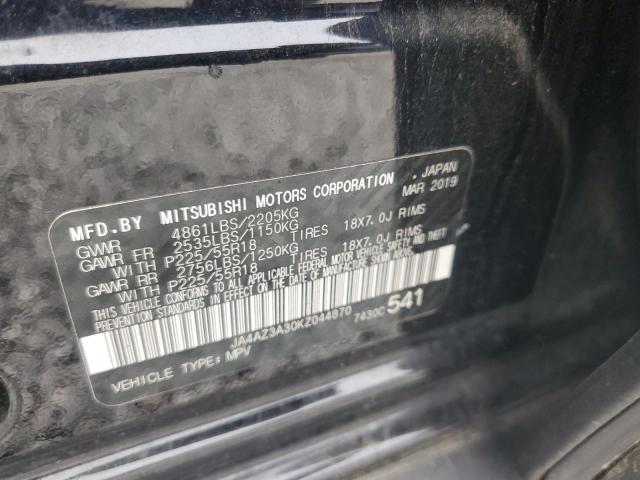 MFD.BY MITSUBISHI MOTORS CORPORATION , JAPAN
GVWR 4861LBS/2205KG MAR 2019
GAWR FR 2535LBS/1150KG
WITH P225/55R18 TIRES 18X7.0J RIMS
GAWR RR 2756LBS/1250KG
WITH P225/55R18 TIRES 18X7.0J RIMS
THIS VEHICLE CONFORMS TO ALL APPLICABLE FEDERAL MOTOR VEHICLE SAFETY AND THEFT
PREVENTION STANDARDS IN EFFECT ON THE DATE OF MANUFACTURE SHOWN ABOVE.
JA4AZ3A30KZ044870 7430C 541
VEHICLE TYPE: MPV